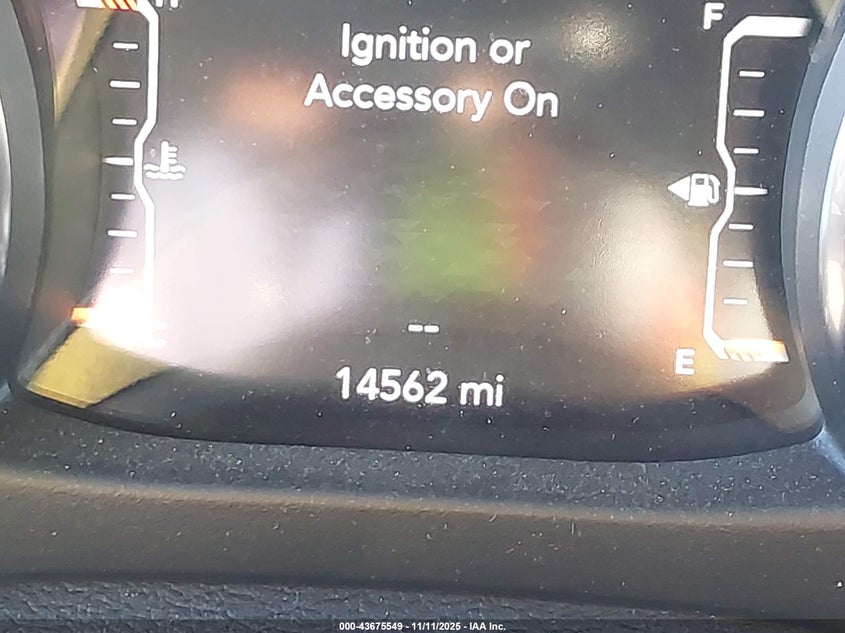 Ignition or
Accessory On
F
E
--
14562 mi
000-43675549 - 11/11/2025 - IAA Inc.